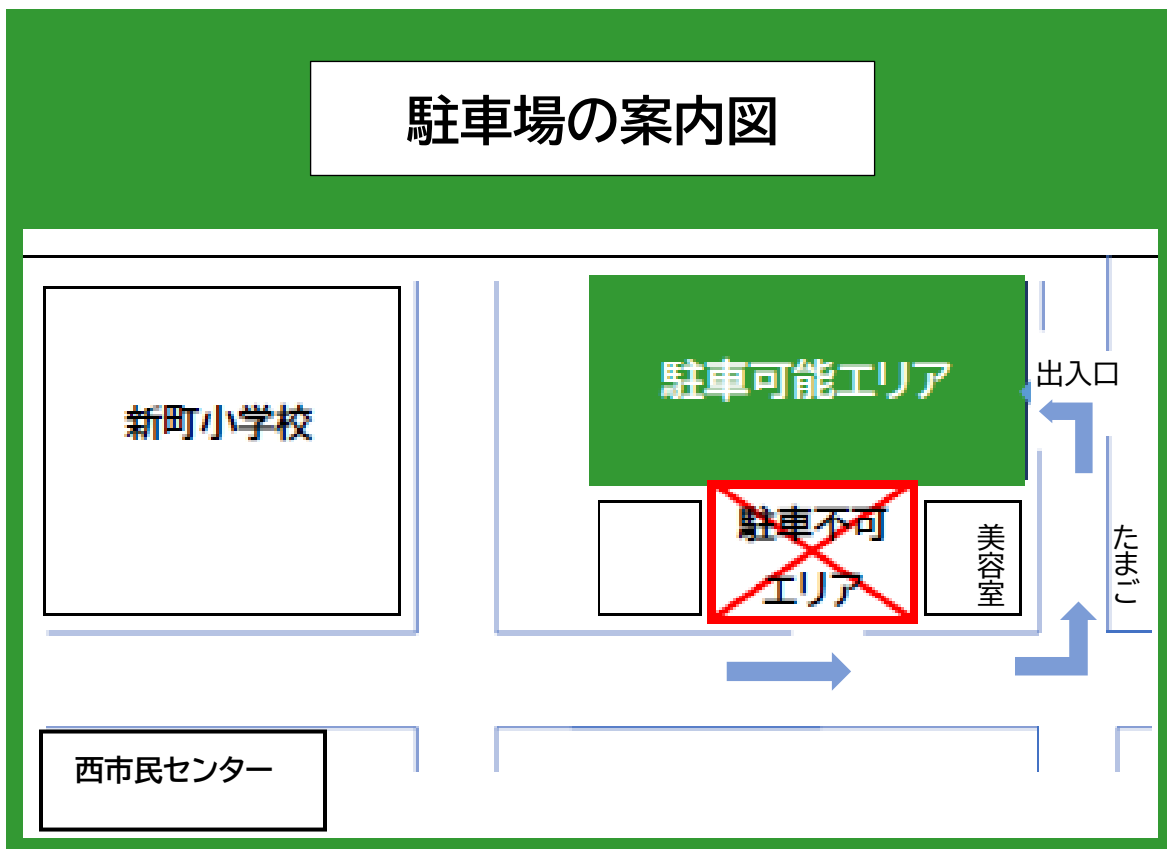 駐車場の案内図
駐車可能エリア
出入口
新町小学校
駐車不可
エリア
美容室
たまご
西市民センター